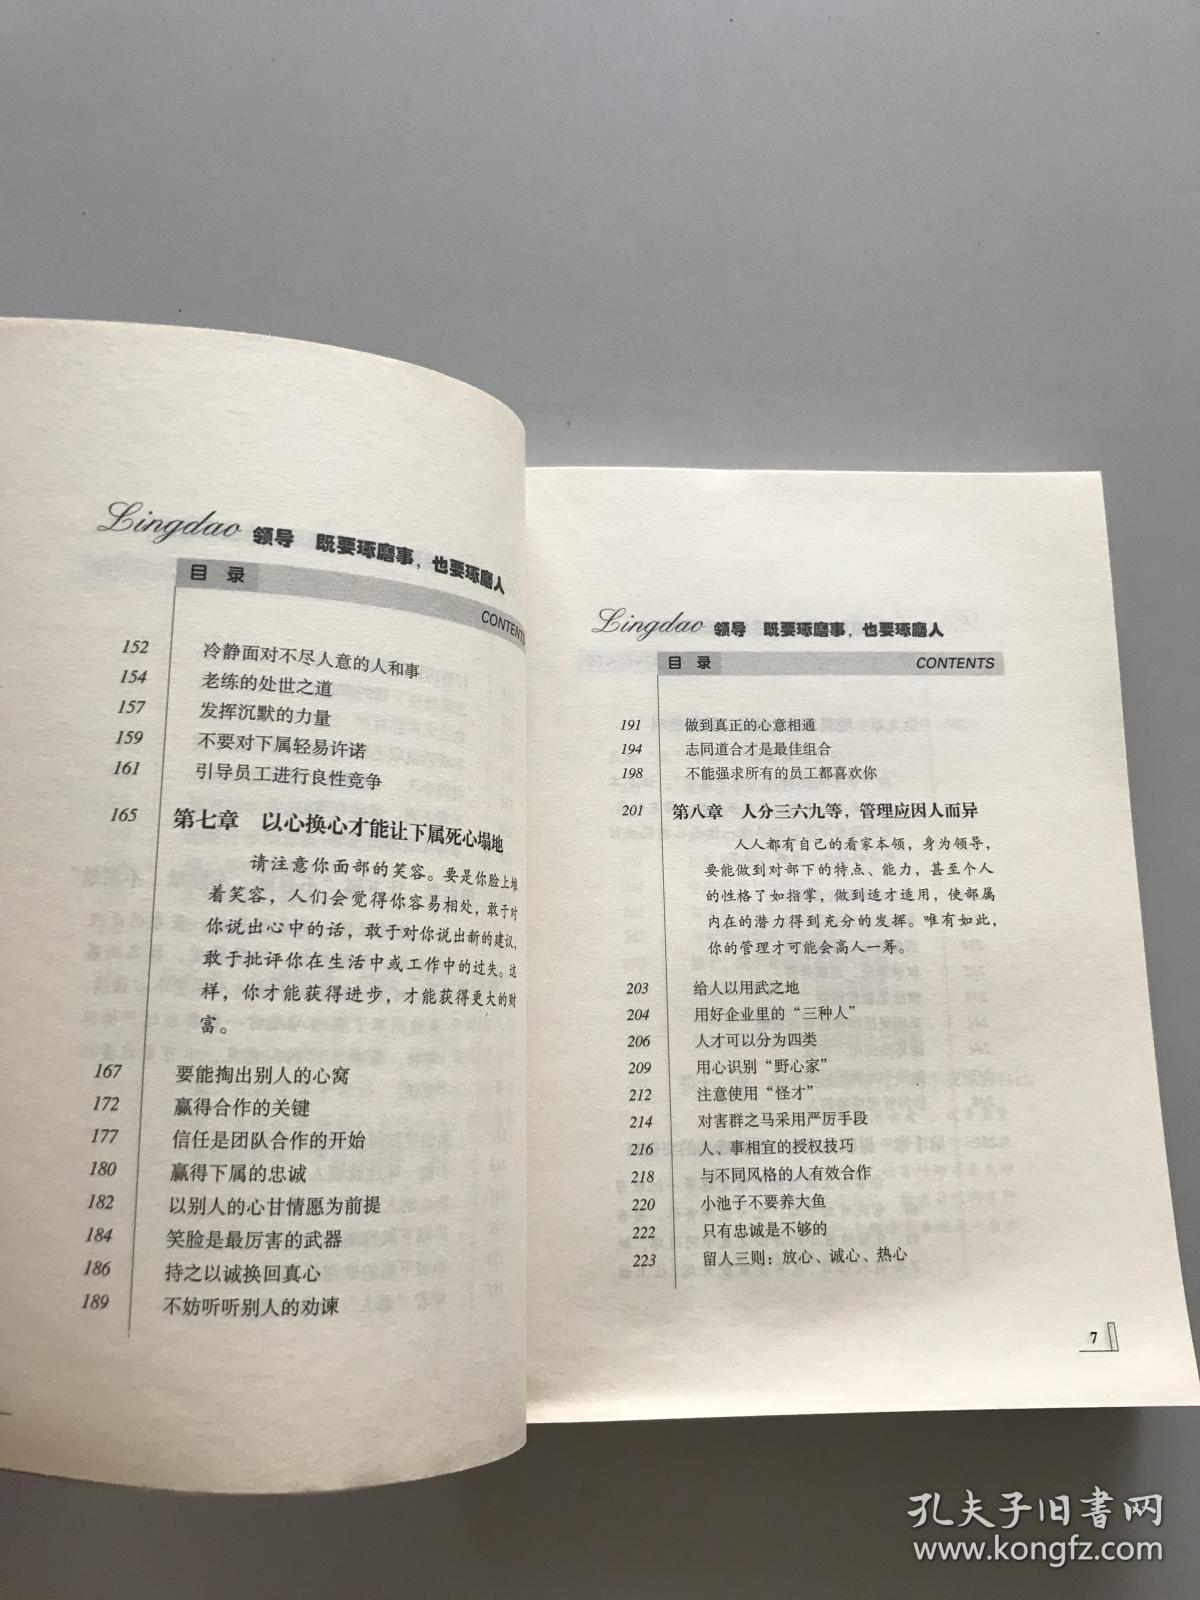 Lingdao 领导 既要琢磨事，也要琢磨人
目 录
CONTENTS
152 冷静面对不尽人意的人和事
154 老练的处世之道
157 发挥沉默的力量
159 不要对下属轻易许诺
161 引导员工进行良性竞争
165 第七章 以心换心才能让下属死心塌地
请注意你面部的笑容。要是你脸上堆
着笑容，人们会觉得你容易相处，敢于对
你说出心中的话，敢于对你说出新的建议，
敢于批评你在生活中或工作中的过失。这
样，你才能获得进步，才能获得更大的财
富。
167 要能掏出别人的心窝
172 赢得合作的关键
177 信任是团队合作的开始
180 赢得下属的忠诚
182 以别人的心甘情愿为前提
184 笑脸是最厉害的武器
186 持之以诚换回真心
189 不妨听听别人的劝谏
Lingdao 领导 既要琢磨事，也要琢磨人
目 录 CONTENTS
191 做到真正的心意相通
194 志同道合才是最佳组合
198 不能强求所有的员工都喜欢你
201 第八章 人分三六九等，管理应因人而异
人人都有自己的看家本领，身为领导，
要能做到对部下的特点、能力，甚至个人
的性格了如指掌，做到适才适用，使部属
内在的潜力得到充分的发挥。唯有如此，
你的管理才可能会高人一筹。
203 给人以用武之地
204 用好企业里的“三种人”
206 人才可以分为四类
209 用心识别“野心家”
212 注意使用“怪才”
214 对害群之马采用严厉手段
216 人、事相宜的授权技巧
218 与不同风格的人有效合作
220 小池子不要养大鱼
222 只有忠诚是不够的
223 留人三则：放心、诚心、热心
7
孔夫子旧书网
www.kongfz.com